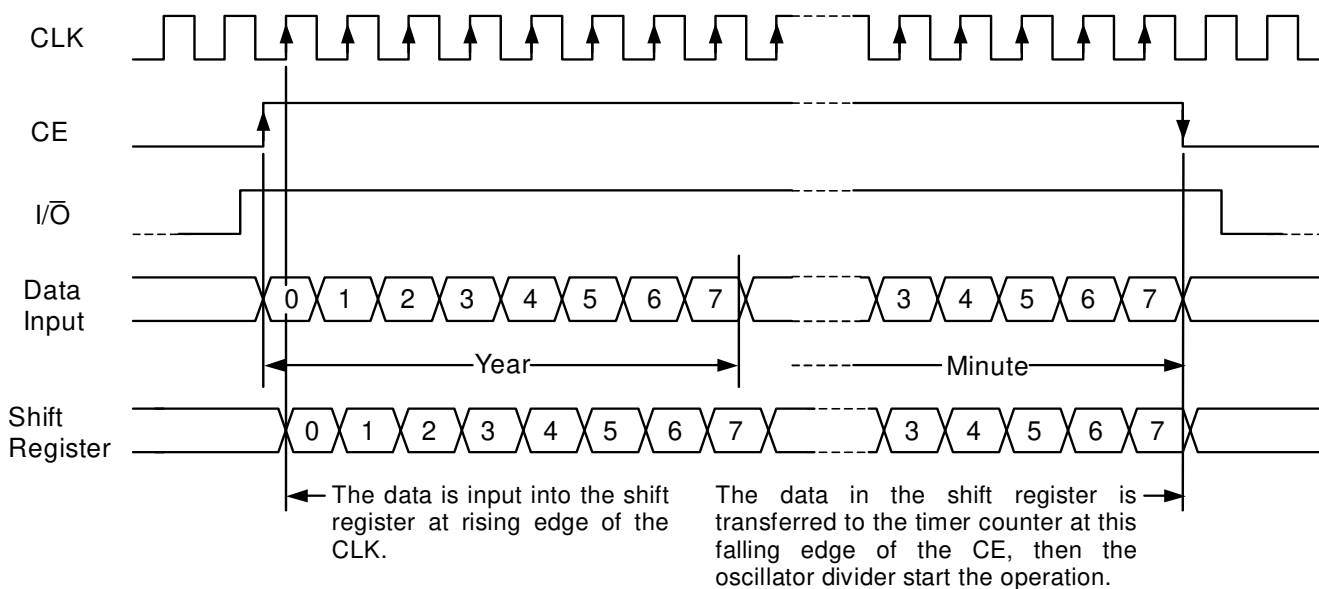 CLK
CE
I/O̅
Data
Input
0 1 2 3 4 5 6 7 3 4 5 6 7
Year Minute
Shift
Register
0 1 2 3 4 5 6 7 3 4 5 6 7
The data is input into the shift
register at rising edge of the
CLK.
The data in the shift register is
transferred to the timer counter at this
falling edge of the CE, then the
oscillator divider start the operation.